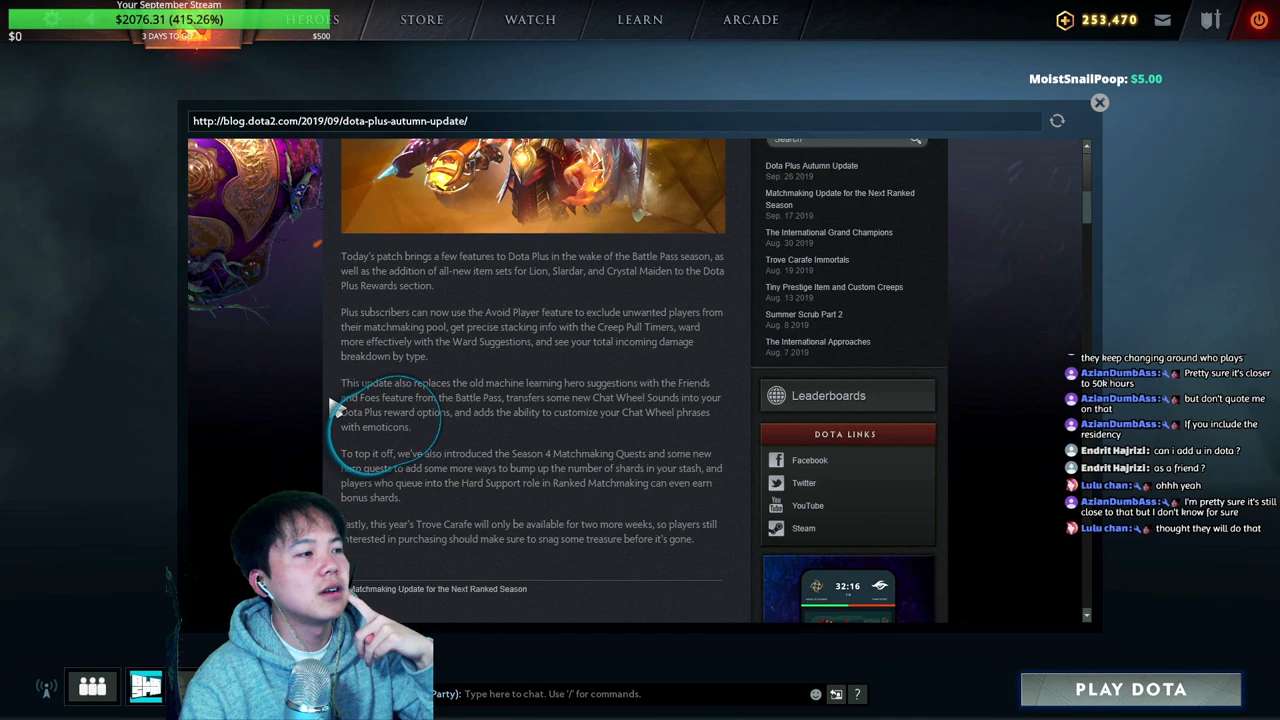 Your September Stream
$2076.31 (415.26%)
$0
3 DAYS TO GO
$500
HEROES
STORE
WATCH
LEARN
ARCADE
253,470
MoistSnailPoop: $5.00
http://blog.dota2.com/2019/09/dota-plus-autumn-update/
Today's patch brings a few features to Dota Plus in the wake of the Battle Pass season, as
well as the addition of all-new item sets for Lion, Slardar, and Crystal Maiden to the Dota
Plus Rewards section.
Plus subscribers can now use the Avoid Player feature to exclude unwanted players from
their matchmaking pool, get precise stacking info with the Creep Pull Timers, ward
more effectively with the Ward Suggestions, and see your total incoming damage
breakdown by type.
This update also replaces the old machine learning hero suggestions with the Friends
and Foes feature from the Battle Pass, transfers some new Chat Wheel Sounds into your
Dota Plus reward options, and adds the ability to customize your Chat Wheel phrases
with emoticons.
To top it off, we've also introduced the Season 4 Matchmaking Quests and some new
hero quests to add some more ways to bump up the number of shards in your stash, and
players who queue into the Hard Support role in Ranked Matchmaking can even earn
bonus shards.
Lastly, this year's Trove Carafe will only be available for two more weeks, so players still
interested in purchasing should make sure to snag some treasure before it's gone.
Matchmaking Update for the Next Ranked Season
Search
Dota Plus Autumn Update
Sep. 26 2019
Matchmaking Update for the Next Ranked
Season
Sep. 17 2019
The International Grand Champions
Aug. 30 2019
Trove Carafe Immortals
Aug. 19 2019
Tiny Prestige Item and Custom Creeps
Aug. 13 2019
Summer Scrub Part 2
Aug. 8 2019
The International Approaches
Aug. 7 2019
Leaderboards
DOTA LINKS
Facebook
Twitter
YouTube
Steam
32:16
they keep changing around who plays
AzianDumbAss: Pretty sure it's closer
to 50k hours
AzianDumbAss: but don't quote me
on that
AzianDumbAss: If you include the
residency
Endrit Hajrizi: can i add u in dota ?
Endrit Hajrizi: as a friend ?
Lulu chan: ohhh yeah
AzianDumbAss: I'm pretty sure it's still
close to that but I don't know for sure
Lulu chan: thought they will do that
Party): Type here to chat. Use '/' for commands.
?
PLAY DOTA